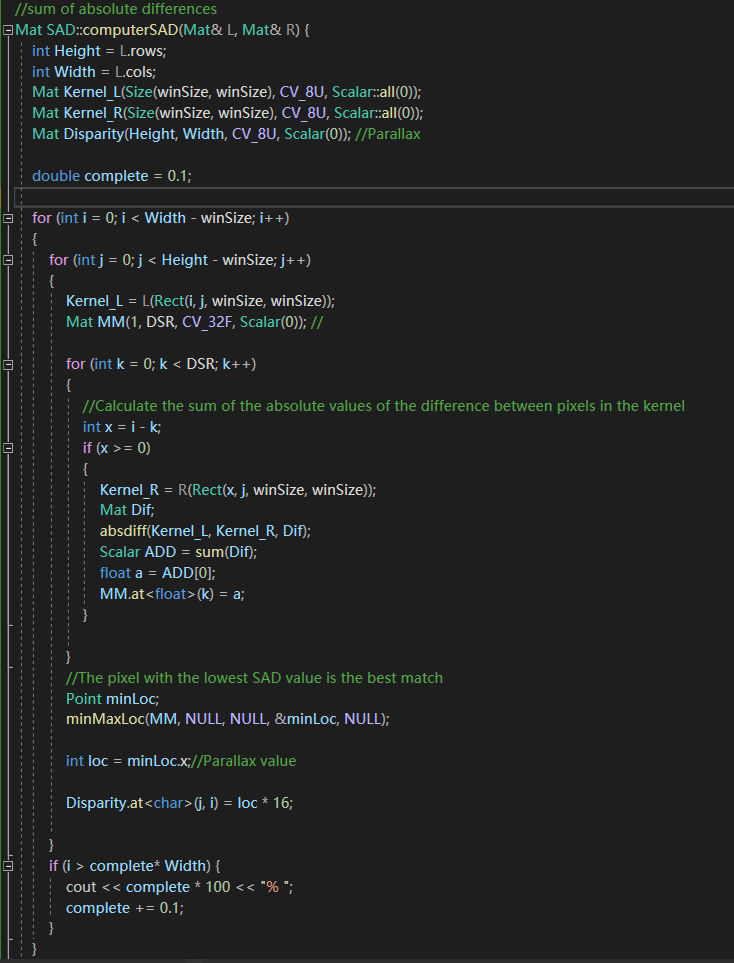 //sum of absolute differences
Mat SAD::computerSAD(Mat& L, Mat& R) {
int Height = L.rows;
int Width = L.cols;
Mat Kernel_L(Size(winSize, winSize), CV_8U, Scalar::all(0));
Mat Kernel_R(Size(winSize, winSize), CV_8U, Scalar::all(0));
Mat Disparity(Height, Width, CV_8U, Scalar(0)); //Parallax
double complete = 0.1;
for (int i = 0; i < Width - winSize; i++)
{
for (int j = 0; j < Height - winSize; j++)
{
Kernel_L = L(Rect(i, j, winSize, winSize));
Mat MM(1, DSR, CV_32F, Scalar(0)); //
for (int k = 0; k < DSR; k++)
{
//Calculate the sum of the absolute values of the difference between pixels in the kernel
int x = i - k;
if (x >= 0)
{
Kernel_R = R(Rect(x, j, winSize, winSize));
Mat Dif;
absdiff(Kernel_L, Kernel_R, Dif);
Scalar ADD = sum(Dif);
float a = ADD[0];
MM.at<float>(k) = a;
}
}
//The pixel with the lowest SAD value is the best match
Point minLoc;
minMaxLoc(MM, NULL, NULL, &minLoc, NULL);
int loc = minLoc.x;//Parallax value
Disparity.at<char>(j, i) = loc * 16;
}
if (i > complete* Width) {
cout << complete * 100 << "% ";
complete += 0.1;
}
}